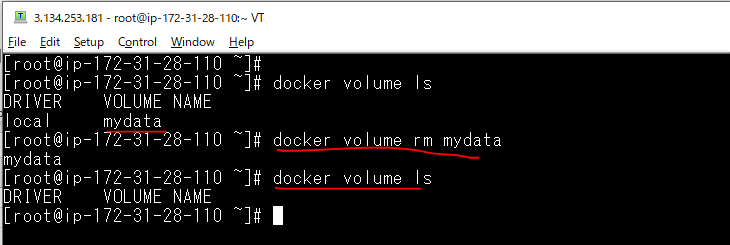 3.134.253.181 - root@ip-172-31-28-110:~ VT
File Edit Setup Control Window Help
[root@ip-172-31-28-110 ~]#
[root@ip-172-31-28-110 ~]# docker volume ls
DRIVER    VOLUME NAME
local     mydata
[root@ip-172-31-28-110 ~]# docker volume rm mydata
mydata
[root@ip-172-31-28-110 ~]# docker volume ls
DRIVER    VOLUME NAME
[root@ip-172-31-28-110 ~]#